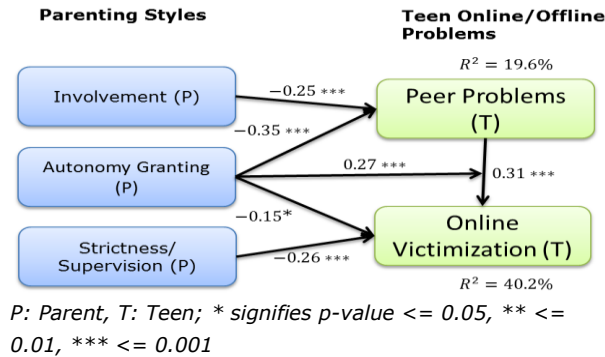 Parenting Styles
Teen Online/Offline
Problems
R² = 19.6%
Involvement (P)
−0.25 ***
Peer Problems
(T)
−0.35 ***
Autonomy Granting
(P)
0.27 ***
0.31 ***
−0.15*
Strictness/
Supervision (P)
−0.26 ***
Online
Victimization (T)
R² = 40.2%
P: Parent, T: Teen; * signifies p-value <= 0.05, ** <=
0.01, *** <= 0.001